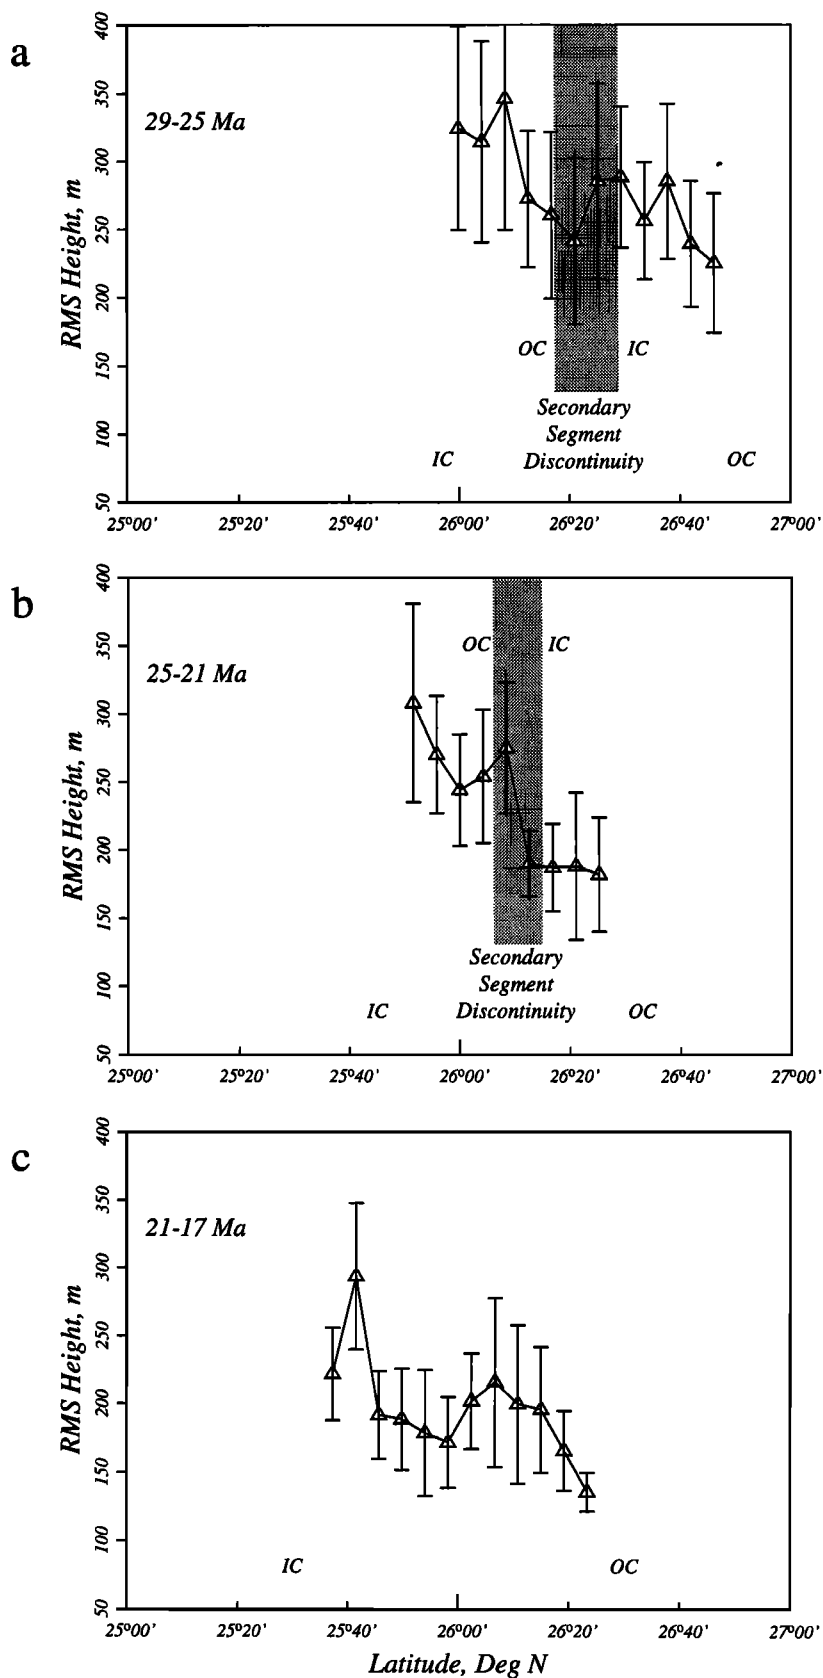 a
400
350
300
250
200
150
100
50
RMS Height, m
29-25 Ma
OC
IC
Secondary
Segment
Discontinuity
IC
OC
25°00' 25°20' 25°40' 26°00' 26°20' 26°40' 27°00'
b
400
350
300
250
200
150
100
50
RMS Height, m
25-21 Ma
OC
IC
Secondary
Segment
Discontinuity
IC
OC
25°00' 25°20' 25°40' 26°00' 26°20' 26°40' 27°00'
c
400
350
300
250
200
150
100
50
RMS Height, m
21-17 Ma
IC
OC
25°00' 25°20' 25°40' 26°00' 26°20' 26°40' 27°00'
Latitude, Deg N